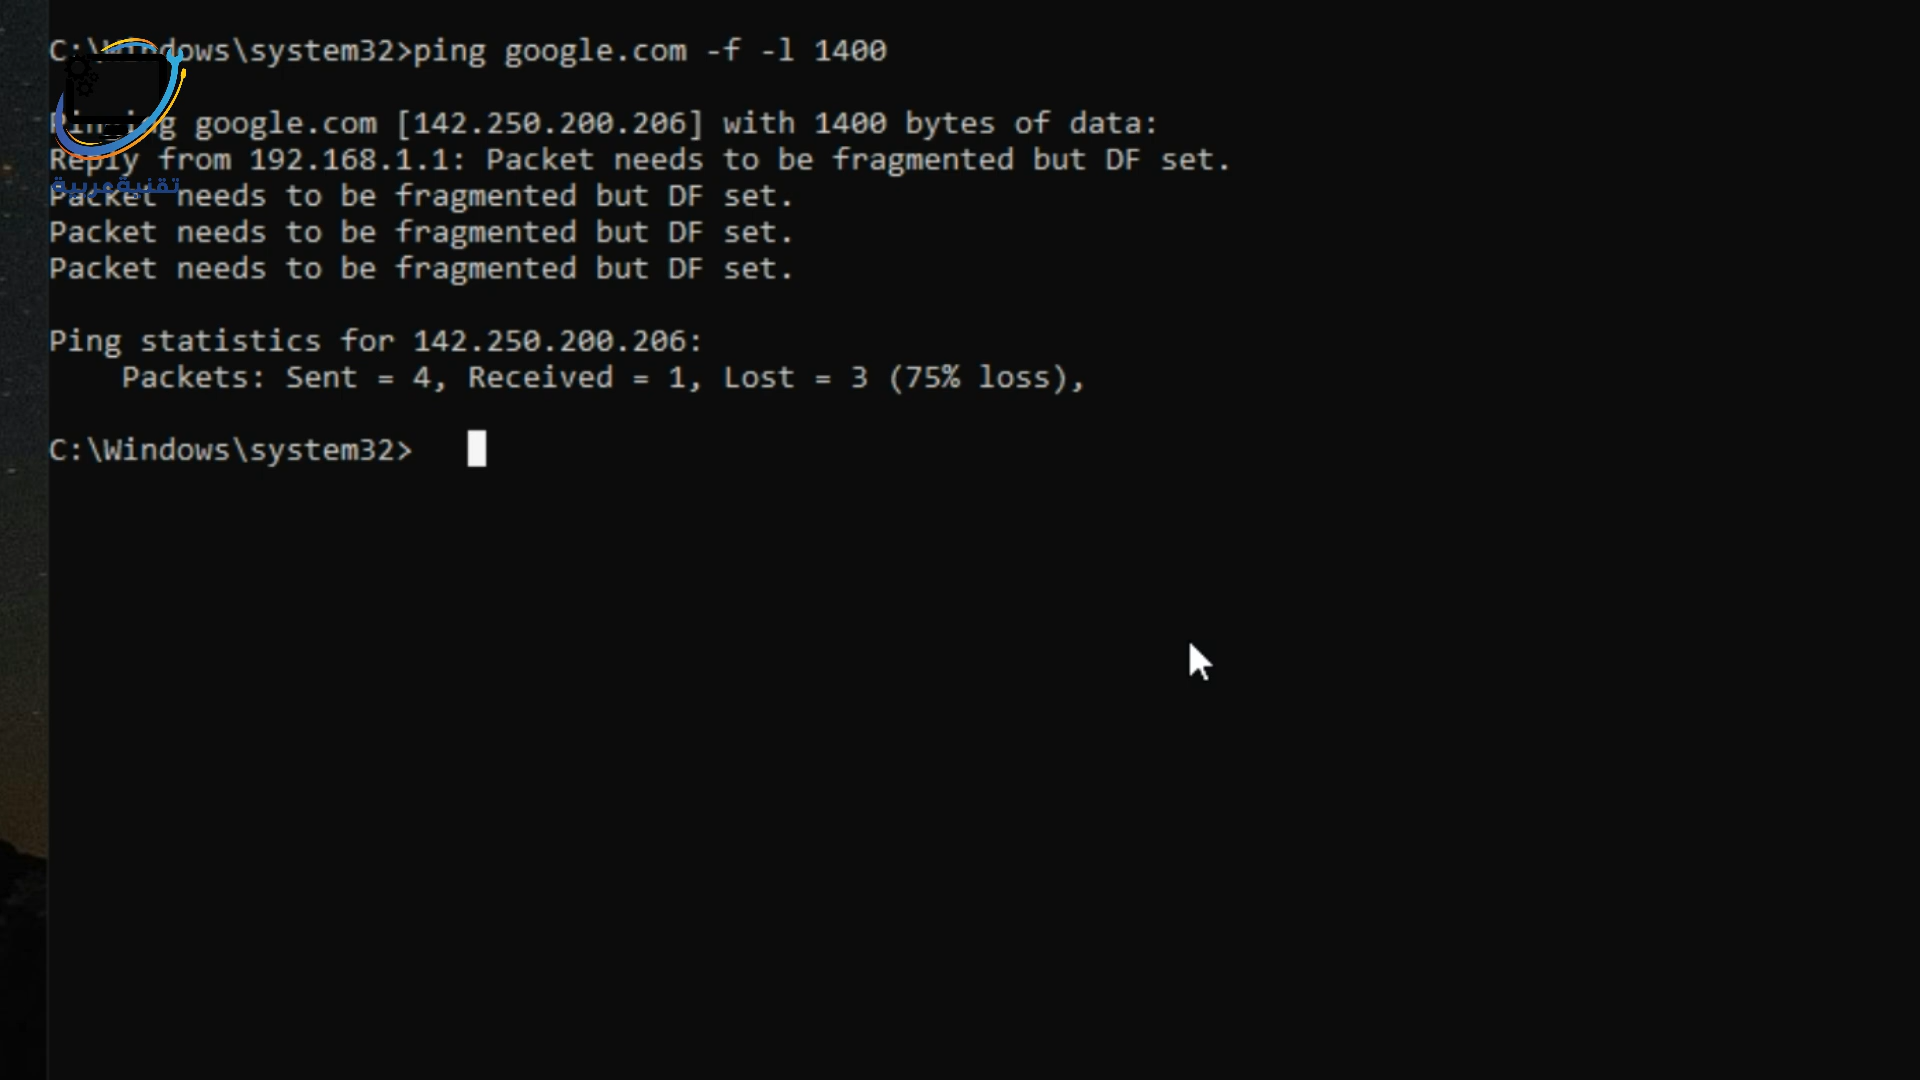 C:\Windows\system32>ping google.com -f -l 1400
Pinging google.com [142.250.200.206] with 1400 bytes of data:
Reply from 192.168.1.1: Packet needs to be fragmented but DF set.
تقنية عربية
Packet needs to be fragmented but DF set.
Packet needs to be fragmented but DF set.
Packet needs to be fragmented but DF set.
Ping statistics for 142.250.200.206:
Packets: Sent = 4, Received = 1, Lost = 3 (75% loss),
C:\Windows\system32>